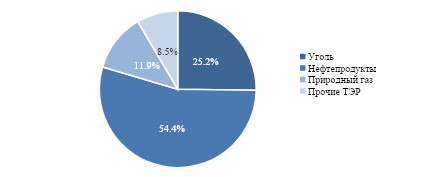 8.5%
25.2%
11.9%
54.4%
Уголь
Нефтепродукты
Природный газ
Прочие ТЭР